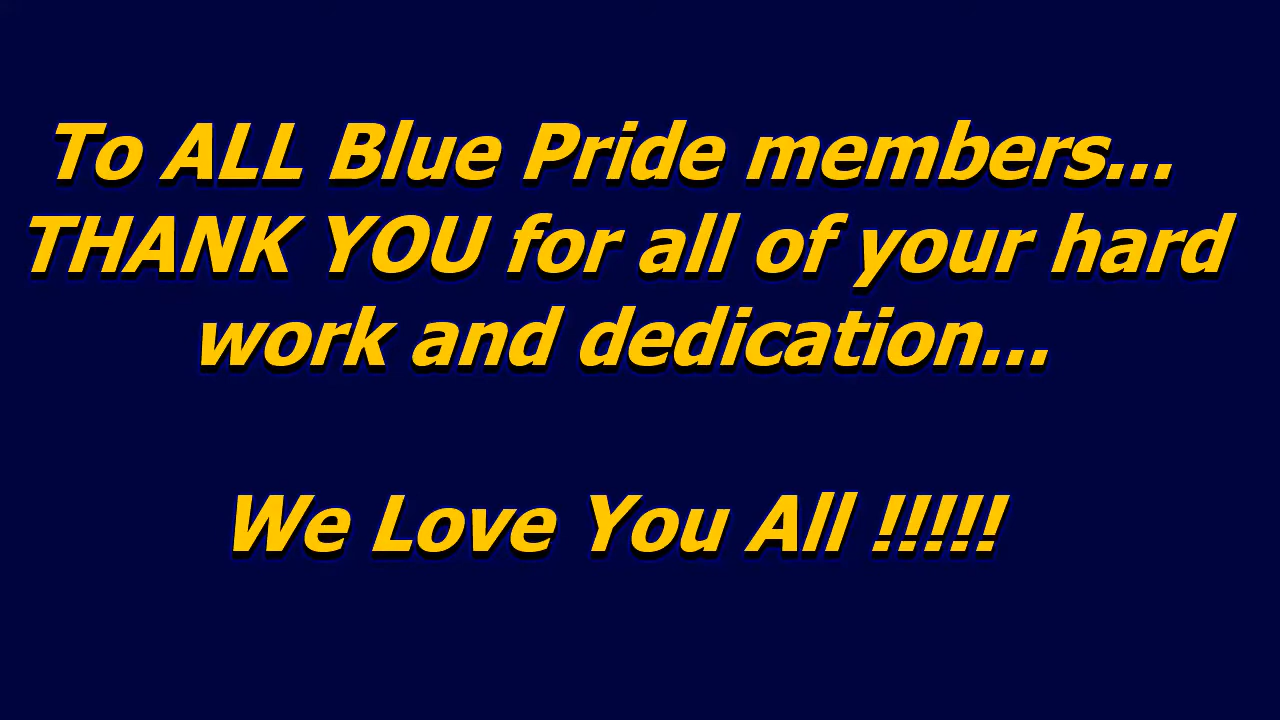 To ALL Blue Pride members...
THANK YOU for all of your hard
work and dedication...
We Love You All !!!!!